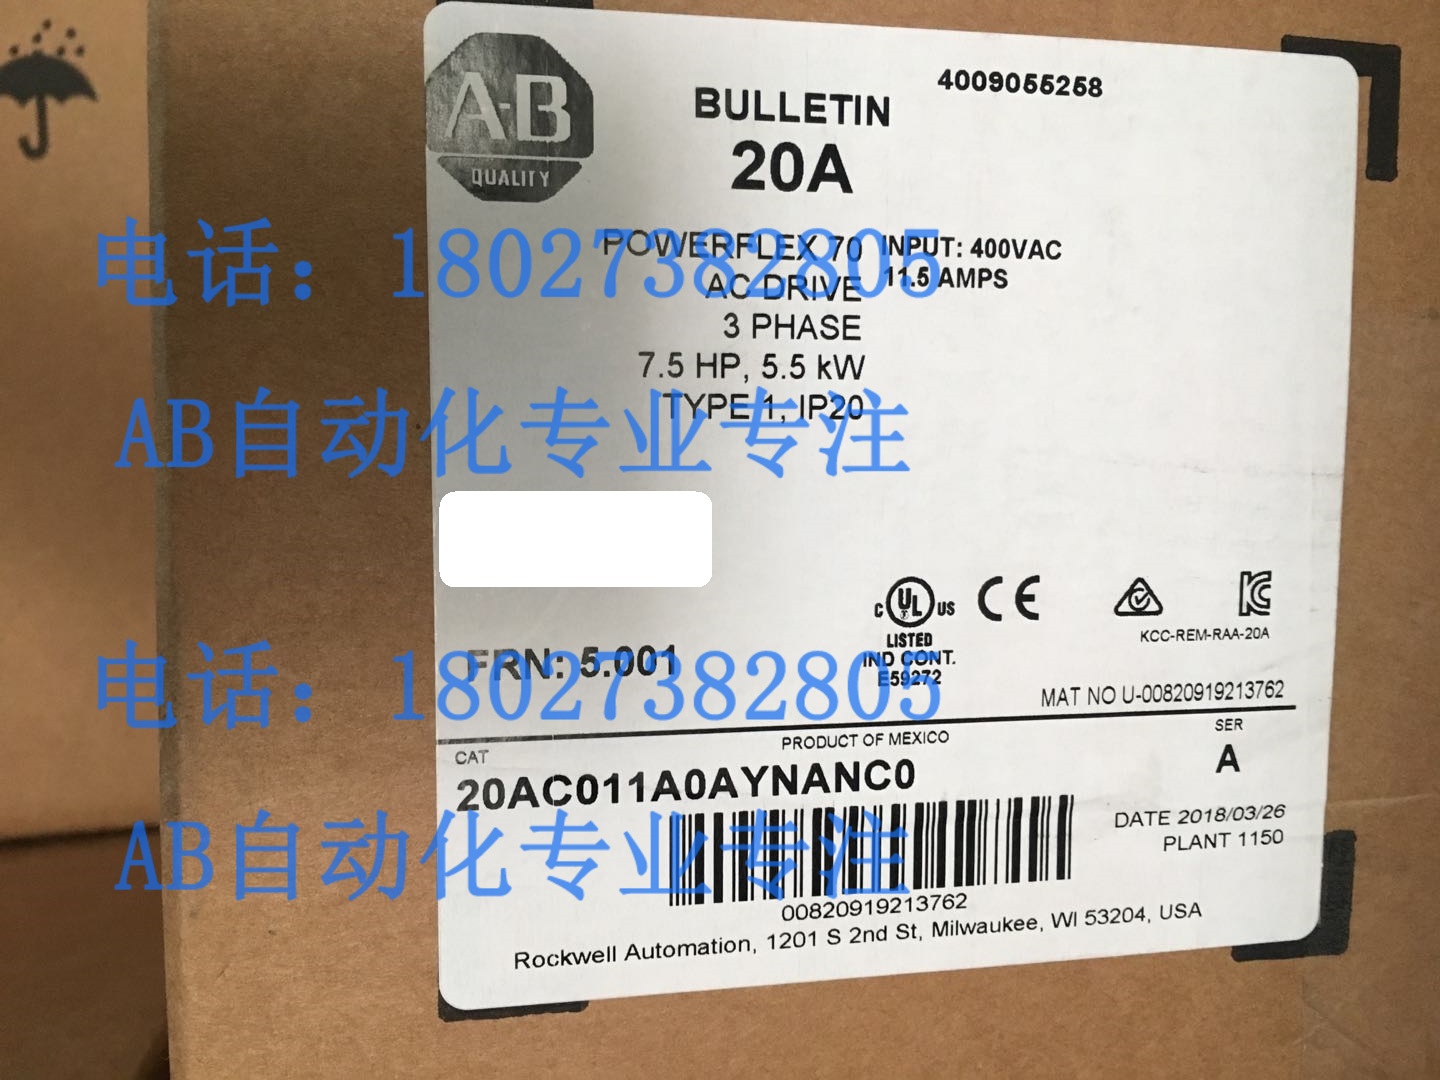 A-B
QUALITY
BULLETIN
20A
4009055258
电话：18027382805
POWERFLEX 70
AC DRIVE
3 PHASE
7.5 HP, 5.5 kW
TYPE 1, IP20
INPUT: 400VAC
11.5 AMPS
AB自动化专业专注
FRN: 5.001
电话：18027382805
C UL US
LISTED
IND CONT.
E59272
CE
KC
KCC-REM-RAA-20A
MAT NO U-00820919213762
CAT
PRODUCT OF MEXICO
SER
20AC011A0AYNANC0
A
AB自动化专业专注
DATE 2018/03/26
PLANT 1150
00820919213762
Rockwell Automation, 1201 S 2nd St, Milwaukee, WI 53204, USA